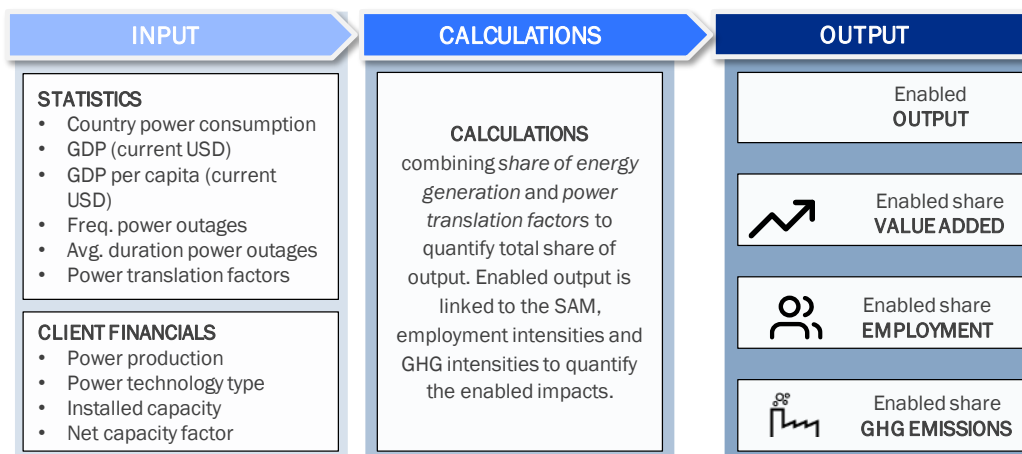 INPUT
STATISTICS
• Country power consumption
• GDP (current USD)
• GDP per capita (current
USD)
• Freq. power outages
• Avg. duration power outages
• Power translation factors
CLIENT FINANCIALS
• Power production
• Power technology type
• Installed capacity
• Net capacity factor
CALCULATIONS
CALCULATIONS
combining share of energy
generation and power
translation factors to
quantify total share of
output. Enabled output is
linked to the SAM,
employment intensities and
GHG intensities to quantify
the enabled impacts.
OUTPUT
Enabled
OUTPUT
Enabled share
VALUE ADDED
Enabled share
EMPLOYMENT
Enabled share
GHG EMISSIONS